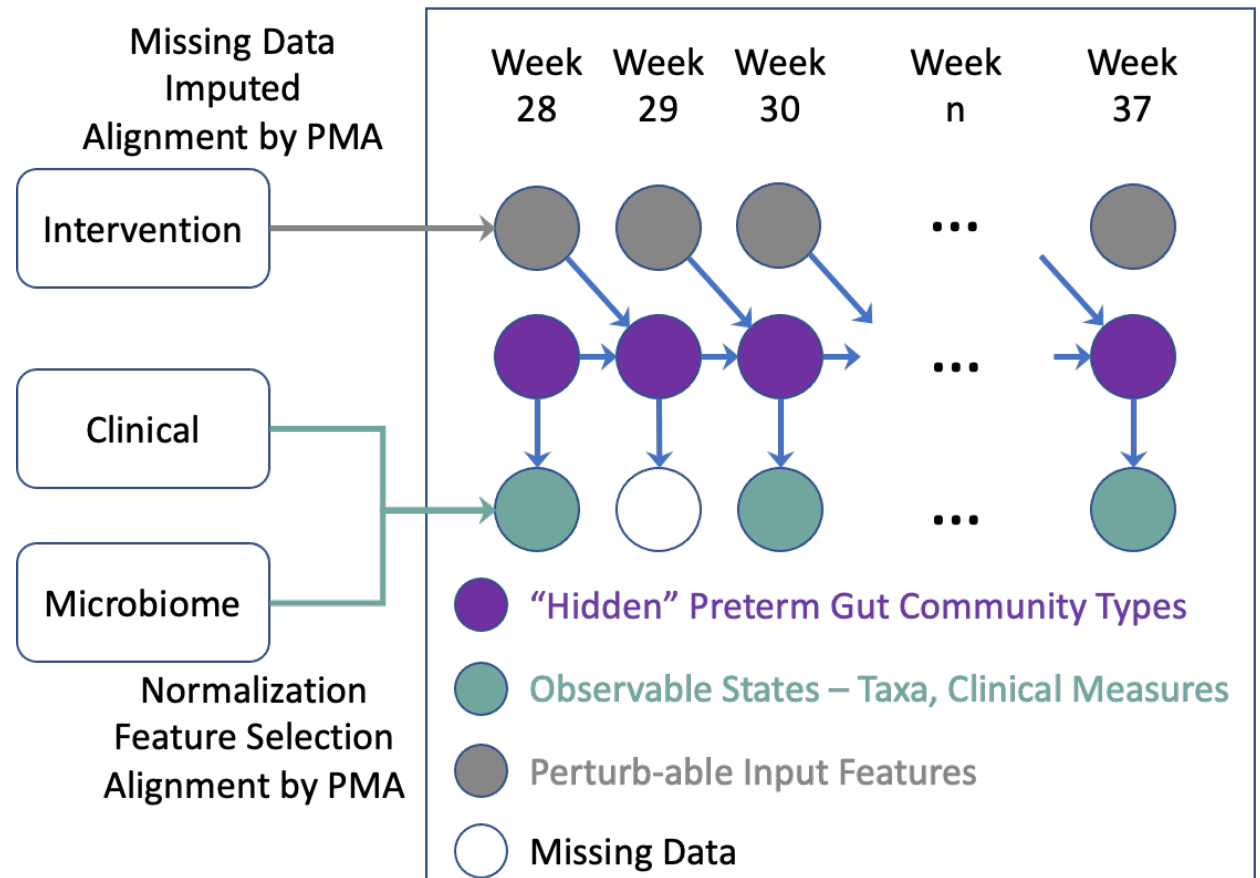 Missing Data
Imputed
Alignment by PMA
Intervention
Clinical
Microbiome
Normalization
Feature Selection
Alignment by PMA
Week Week Week Week Week
28 29 30 n 37
...
...
...
“Hidden” Preterm Gut Community Types
Observable States – Taxa, Clinical Measures
Perturb-able Input Features
Missing Data